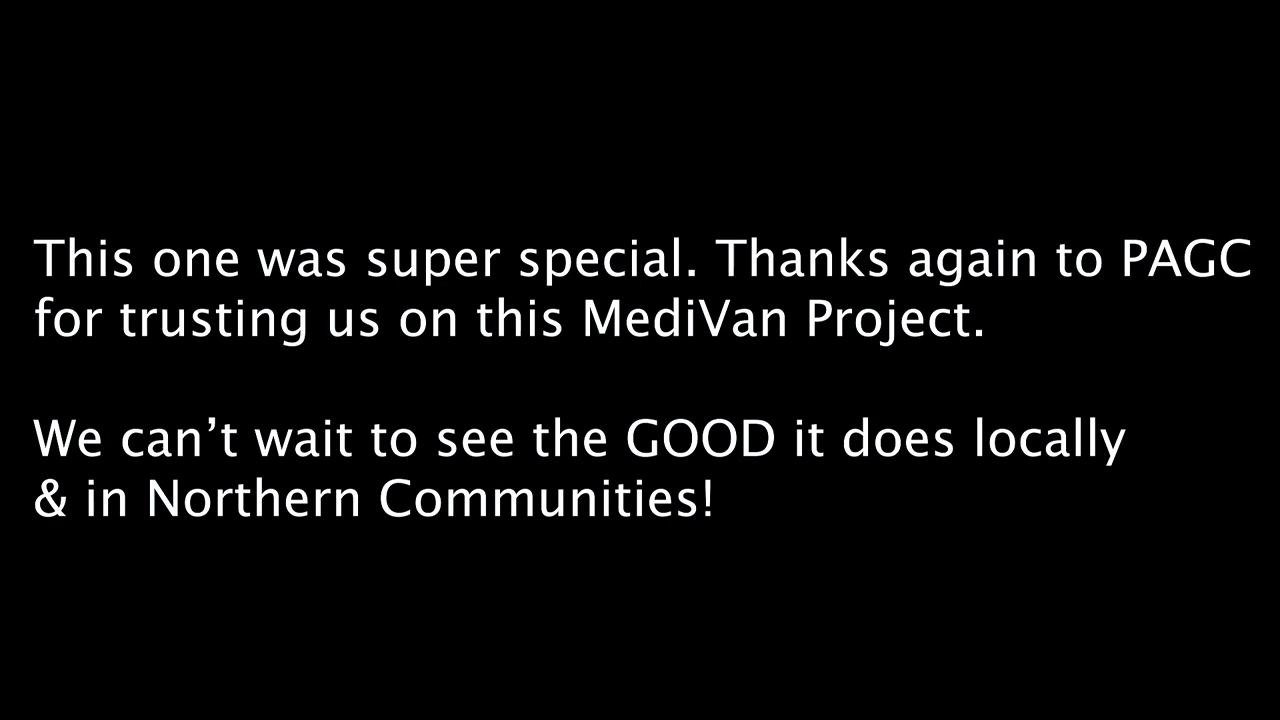 This one was super special. Thanks again to PAGC
for trusting us on this MediVan Project.
We can’t wait to see the GOOD it does locally
& in Northern Communities!